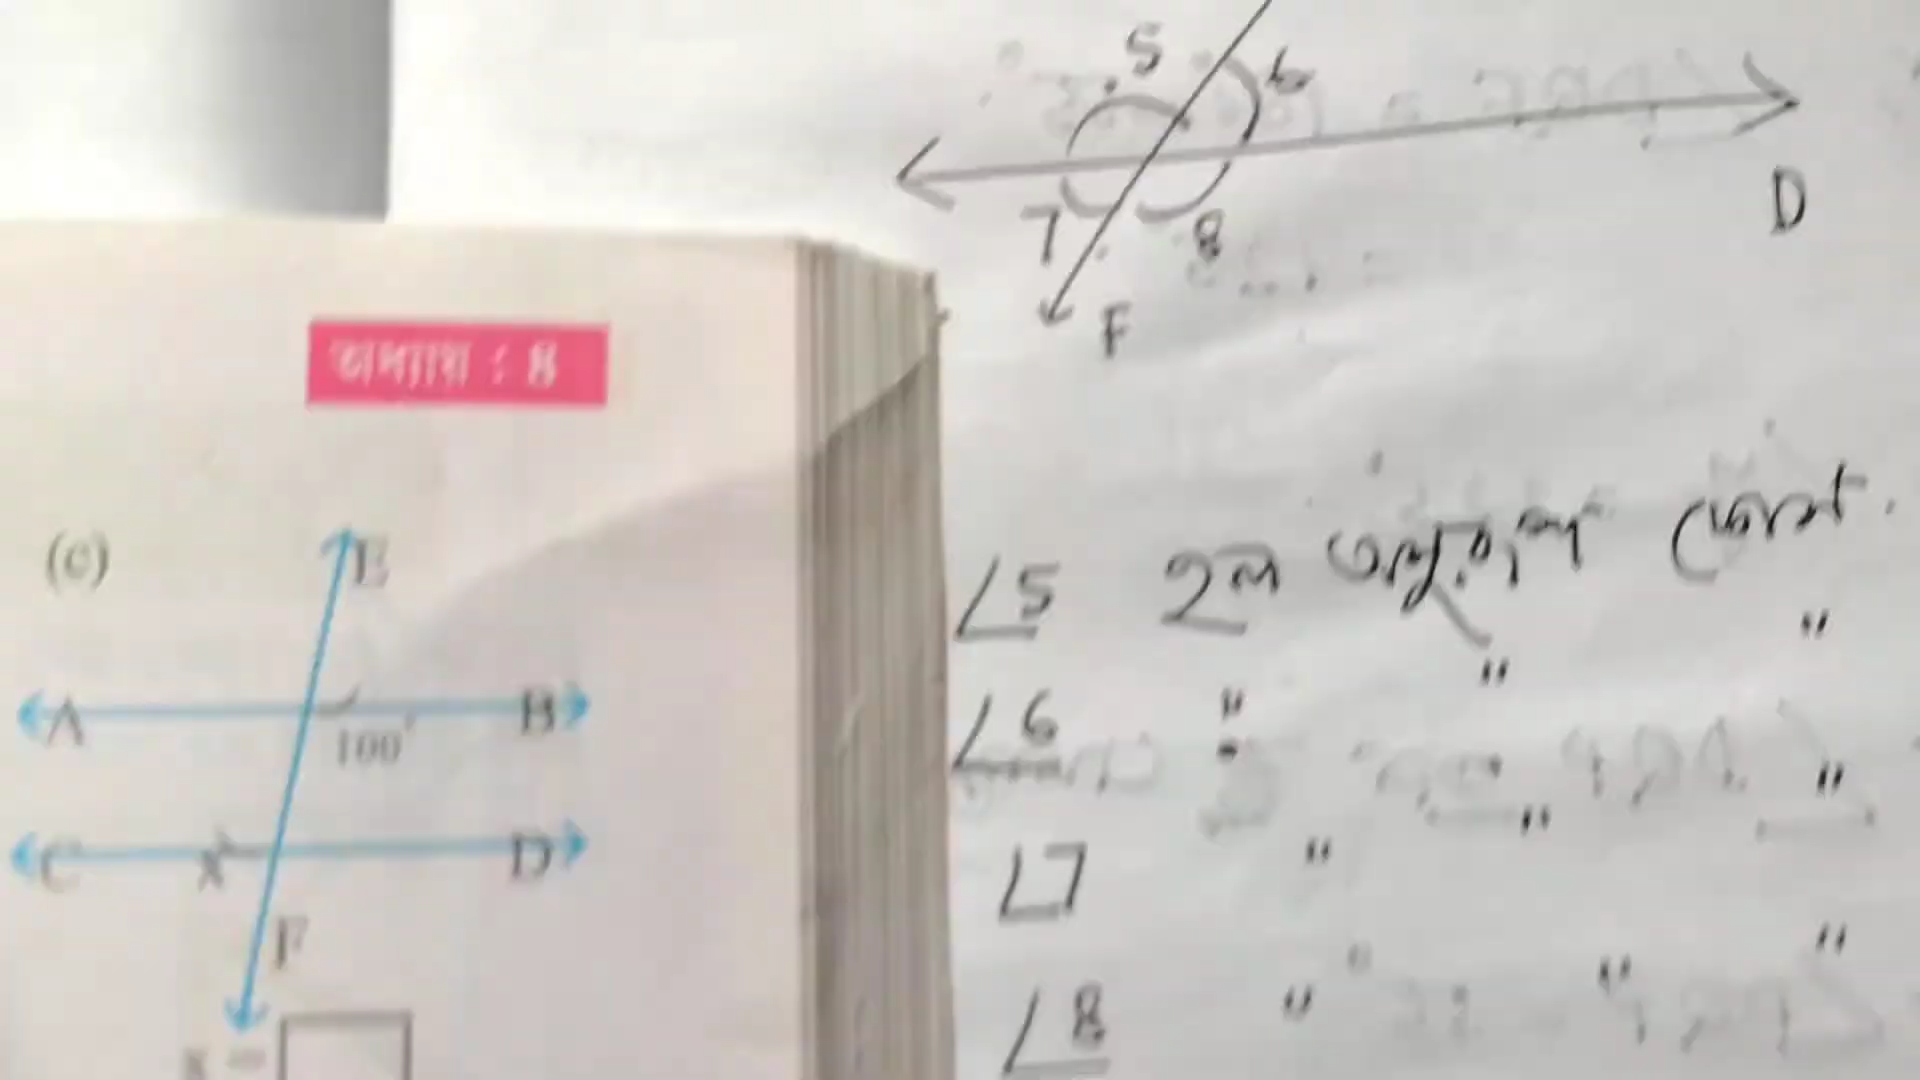 5
6
7
8
D
F
অধ্যায় : 8
(c)
E
A
B
100°
C
x
D
F
x =
∠5 হল অনুরূপ কোণ.
∠6 " " "
∠7 " " "
∠8 " " "